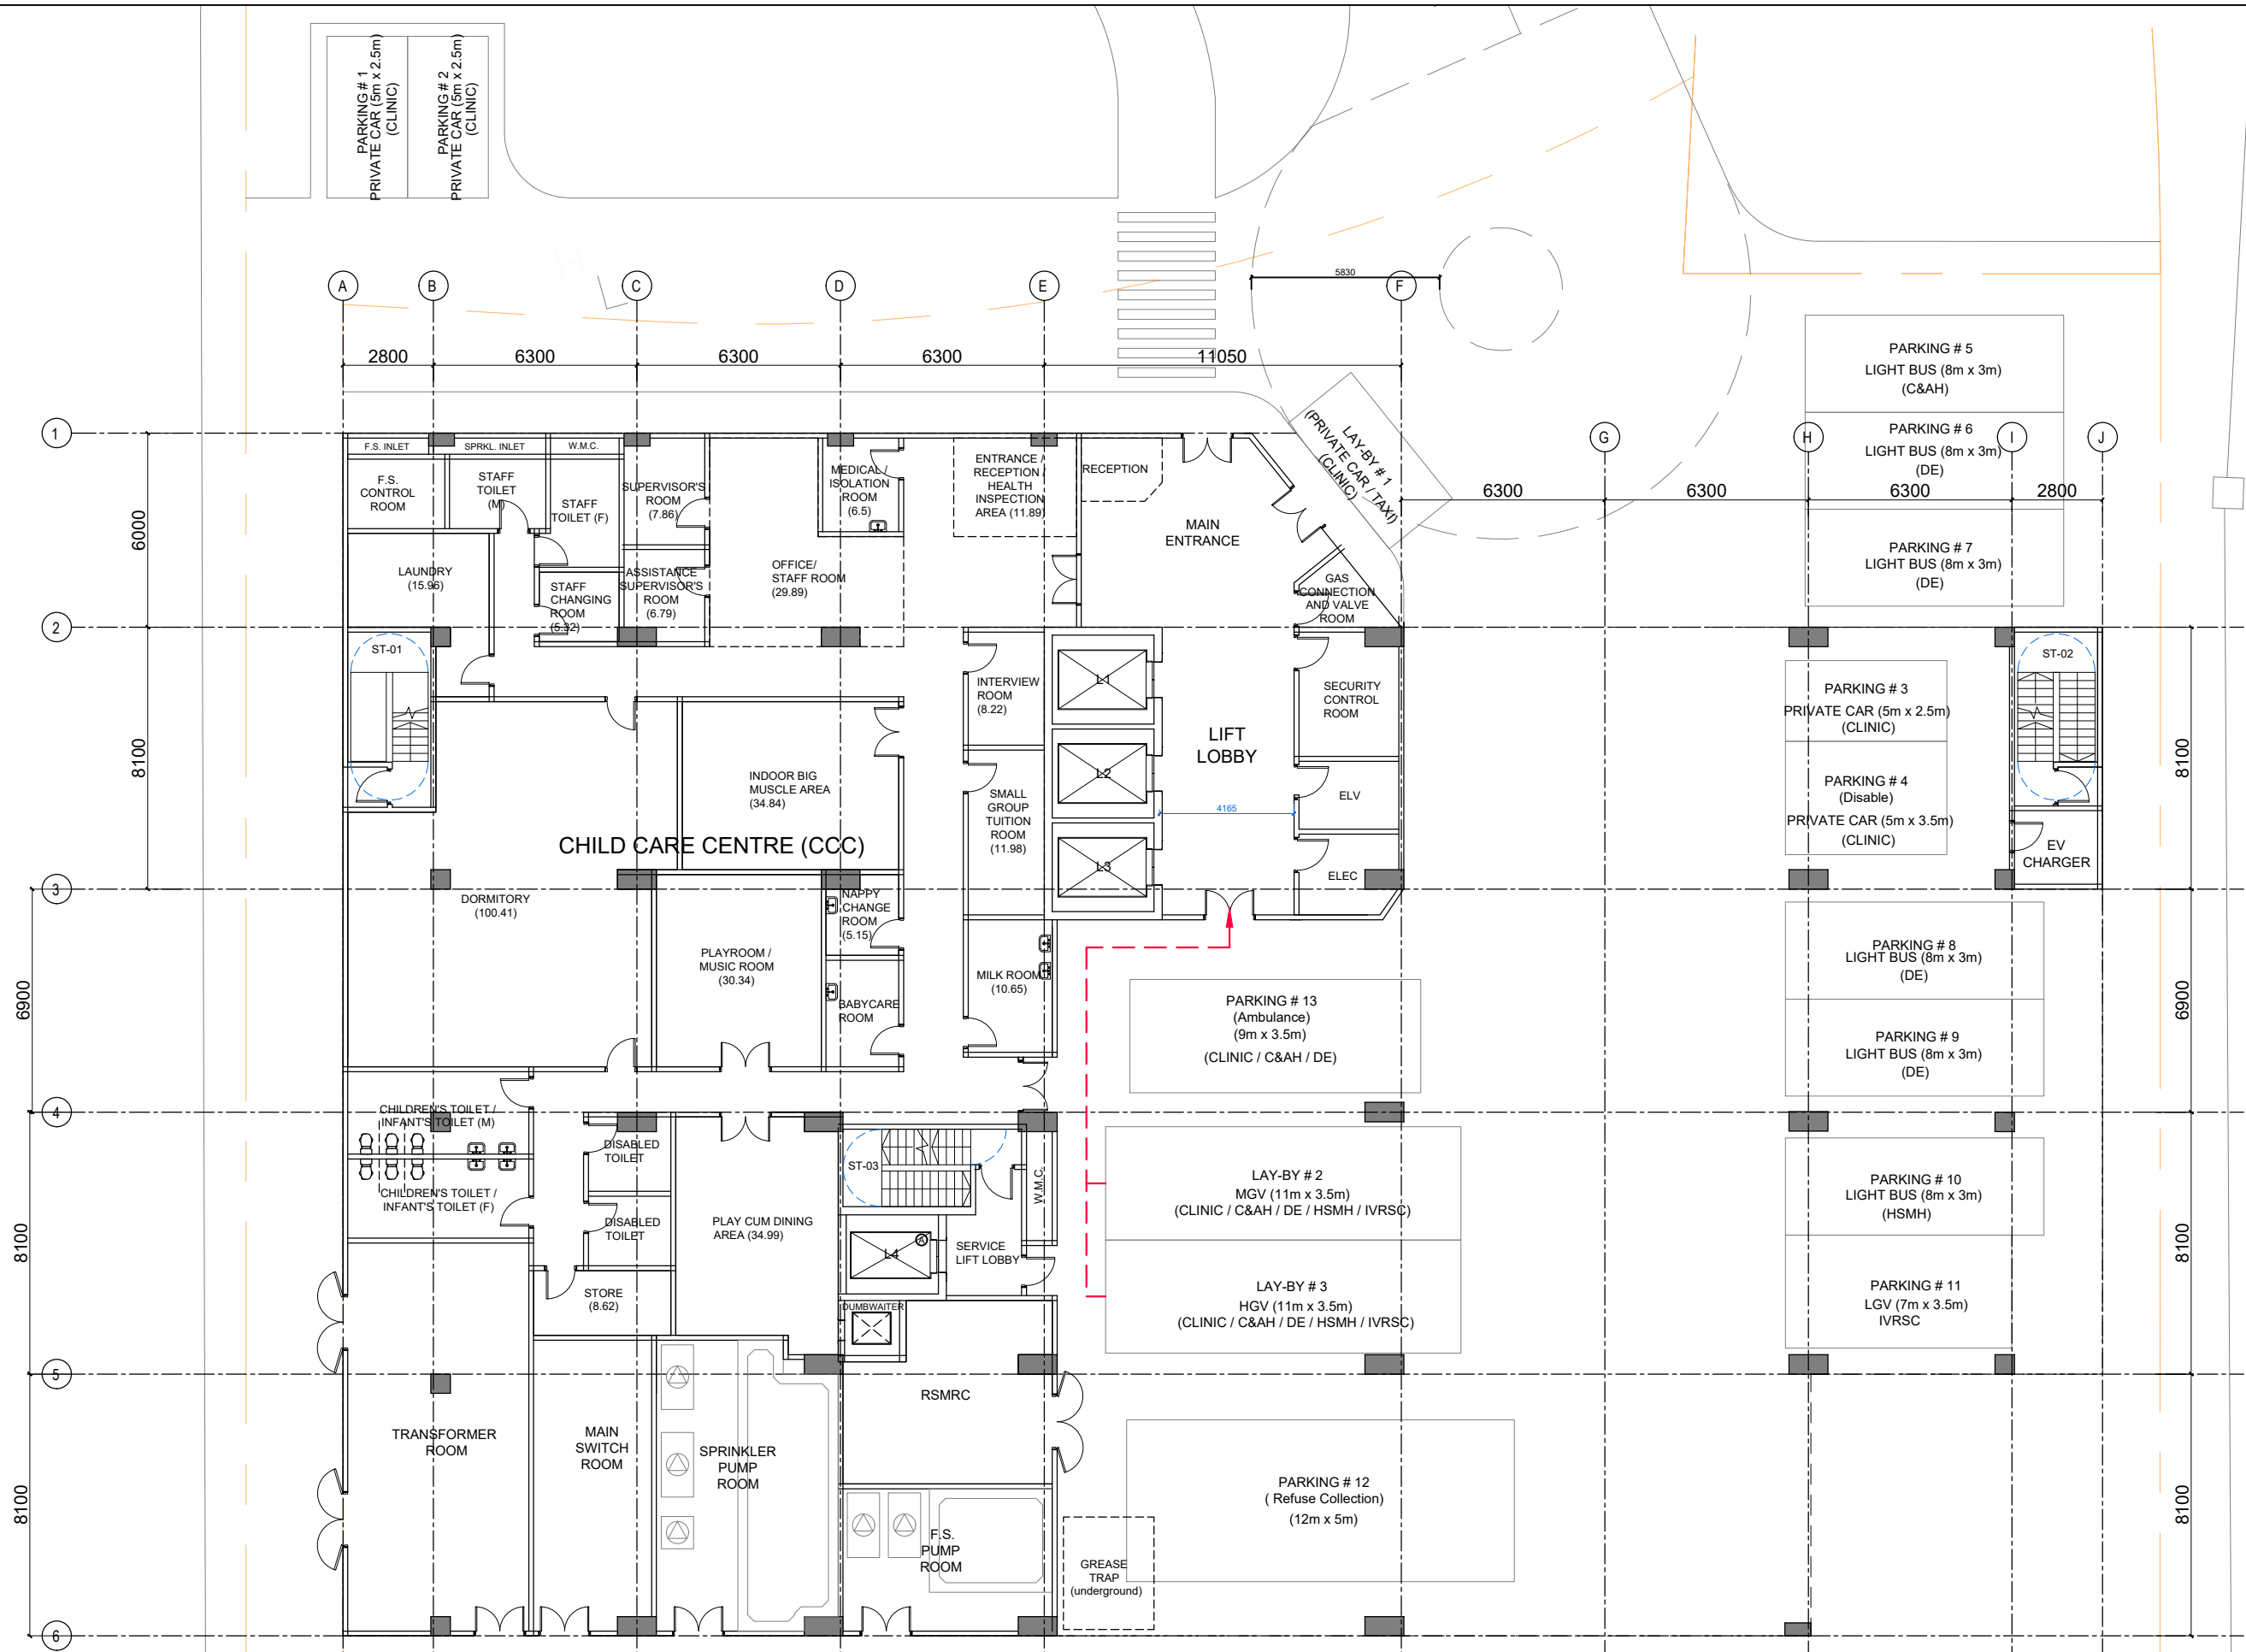 PARKING # 1
PRIVATE CAR (5m x 2.5m)
(CLINIC)
PARKING # 2
PRIVATE CAR (5m x 2.5m)
(CLINIC)
A
B
C
D
E
F
5830
2800
6300
6300
6300
11050
PARKING # 5
LIGHT BUS (8m x 3m)
(C&AH)
PARKING # 6
LIGHT BUS (8m x 3m)
(DE)
PARKING # 7
LIGHT BUS (8m x 3m)
(DE)
G
H
I
J
6300
6300
6300
2800
LAY-BY # 1
(PRIVATE CAR / TAXI)
(CLINIC)
1
2
3
4
5
6
6000
8100
6900
8100
8100
F.S. INLET
SPRKL. INLET
W.M.C.
F.S.
CONTROL
ROOM
STAFF
TOILET
(M)
STAFF
TOILET (F)
SUPERVISOR'S
ROOM
(7.86)
MEDICAL /
ISOLATION
ROOM
(6.5)
ENTRANCE /
RECEPTION /
HEALTH
INSPECTION
AREA (11.89)
RECEPTION
MAIN
ENTRANCE
LAUNDRY
(15.96)
STAFF
CHANGING
ROOM
(5.32)
ASSISTANCE
SUPERVISOR'S
ROOM
(6.79)
OFFICE/
STAFF ROOM
(29.89)
GAS
CONNECTION
AND VALVE
ROOM
ST-01
INTERVIEW
ROOM
(8.22)
L1
L2
L3
LIFT
LOBBY
4165
SECURITY
CONTROL
ROOM
ELV
ELEC
INDOOR BIG
MUSCLE AREA
(34.84)
SMALL
GROUP
TUITION
ROOM
(11.98)
CHILD CARE CENTRE (CCC)
DORMITORY
(100.41)
PLAYROOM /
MUSIC ROOM
(30.34)
NAPPY
CHANGE
ROOM
(5.15)
BABYCARE
ROOM
MILK ROOM
(10.65)
PARKING # 3
PRIVATE CAR (5m x 2.5m)
(CLINIC)
PARKING # 4
(Disable)
PRIVATE CAR (5m x 3.5m)
(CLINIC)
ST-02
EV
CHARGER
8100
6900
8100
8100
PARKING # 8
LIGHT BUS (8m x 3m)
(DE)
PARKING # 9
LIGHT BUS (8m x 3m)
(DE)
PARKING # 13
(Ambulance)
(9m x 3.5m)
(CLINIC / C&AH / DE)
CHILDREN'S TOILET /
INFANT'S TOILET (M)
CHILDREN'S TOILET /
INFANT'S TOILET (F)
DISABLED
TOILET
DISABLED
TOILET
STORE
(8.62)
PLAY CUM DINING
AREA (34.99)
ST-03
W.M.C.
L4
A
SERVICE
LIFT LOBBY
DUMBWAITER
LAY-BY # 2
MGV (11m x 3.5m)
(CLINIC / C&AH / DE / HSMH / IVRSC)
LAY-BY # 3
HGV (11m x 3.5m)
(CLINIC / C&AH / DE / HSMH / IVRSC)
PARKING # 10
LIGHT BUS (8m x 3m)
(HSMH)
PARKING # 11
LGV (7m x 3.5m)
IVRSC
RSMRC
TRANSFORMER
ROOM
MAIN
SWITCH
ROOM
SPRINKLER
PUMP
ROOM
F.S.
PUMP
ROOM
GREASE
TRAP
(underground)
PARKING # 12
( Refuse Collection)
(12m x 5m)